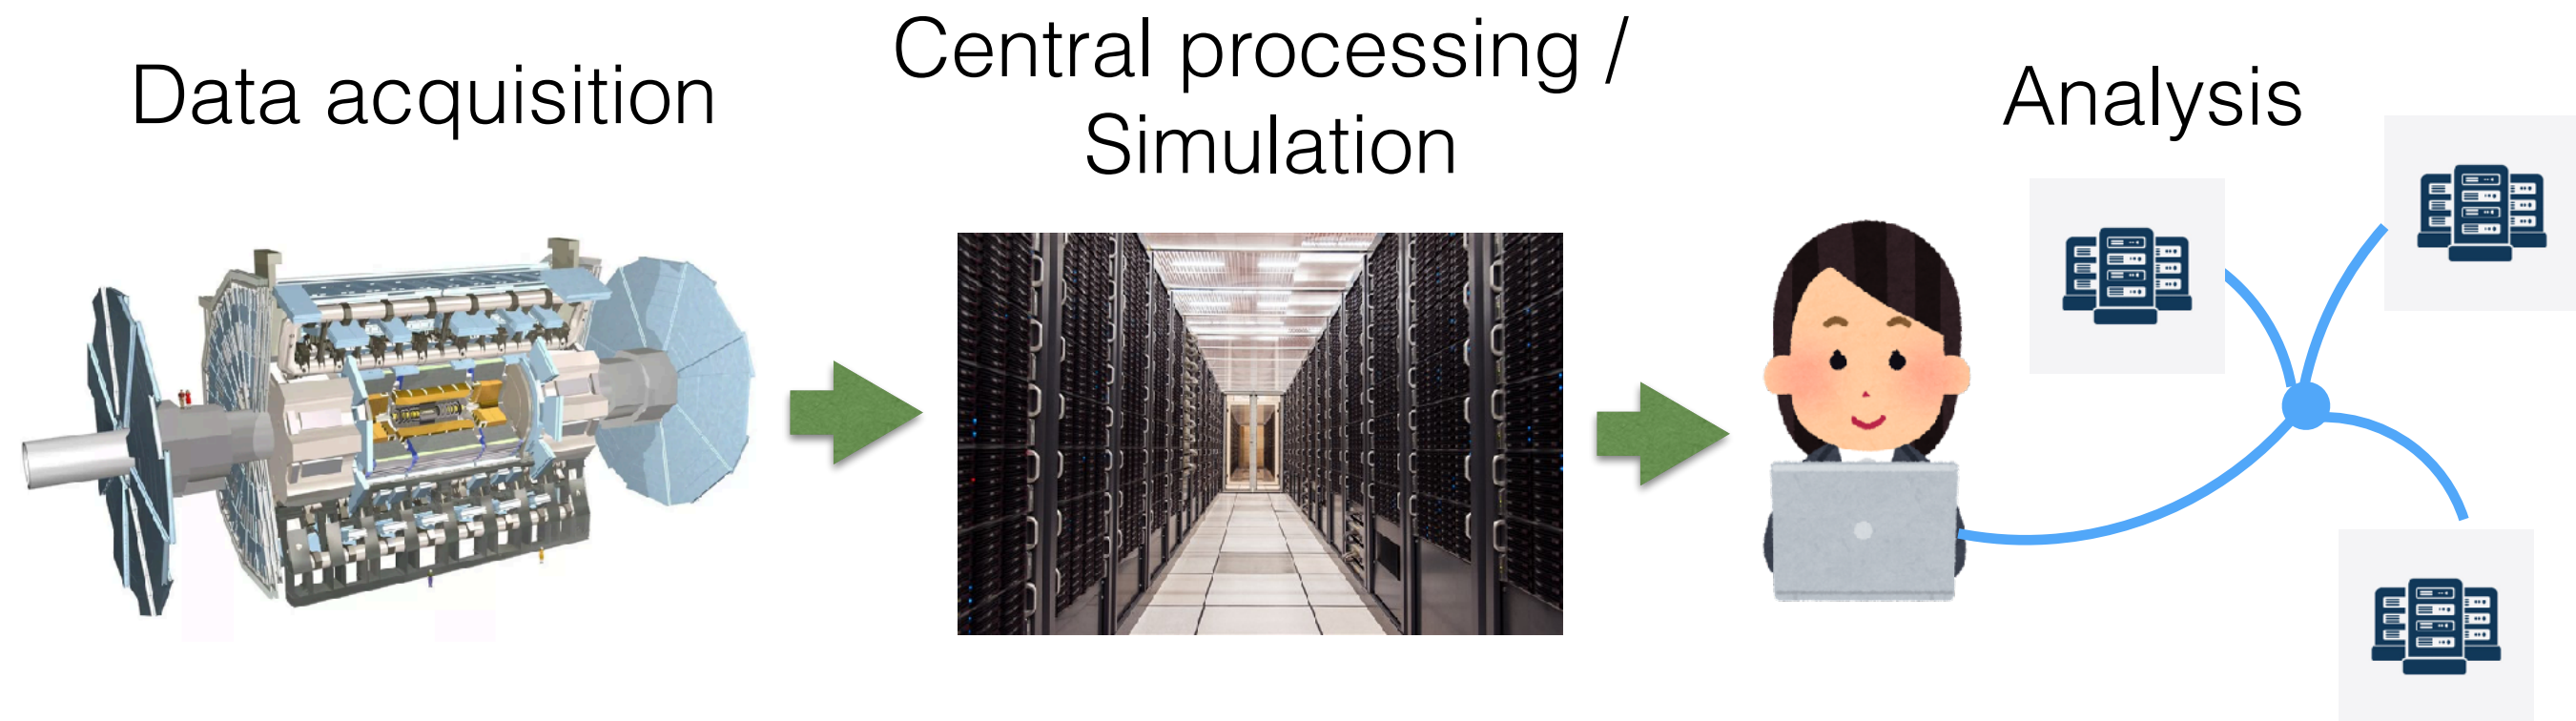 Data acquisition
Central processing /
Simulation
Analysis